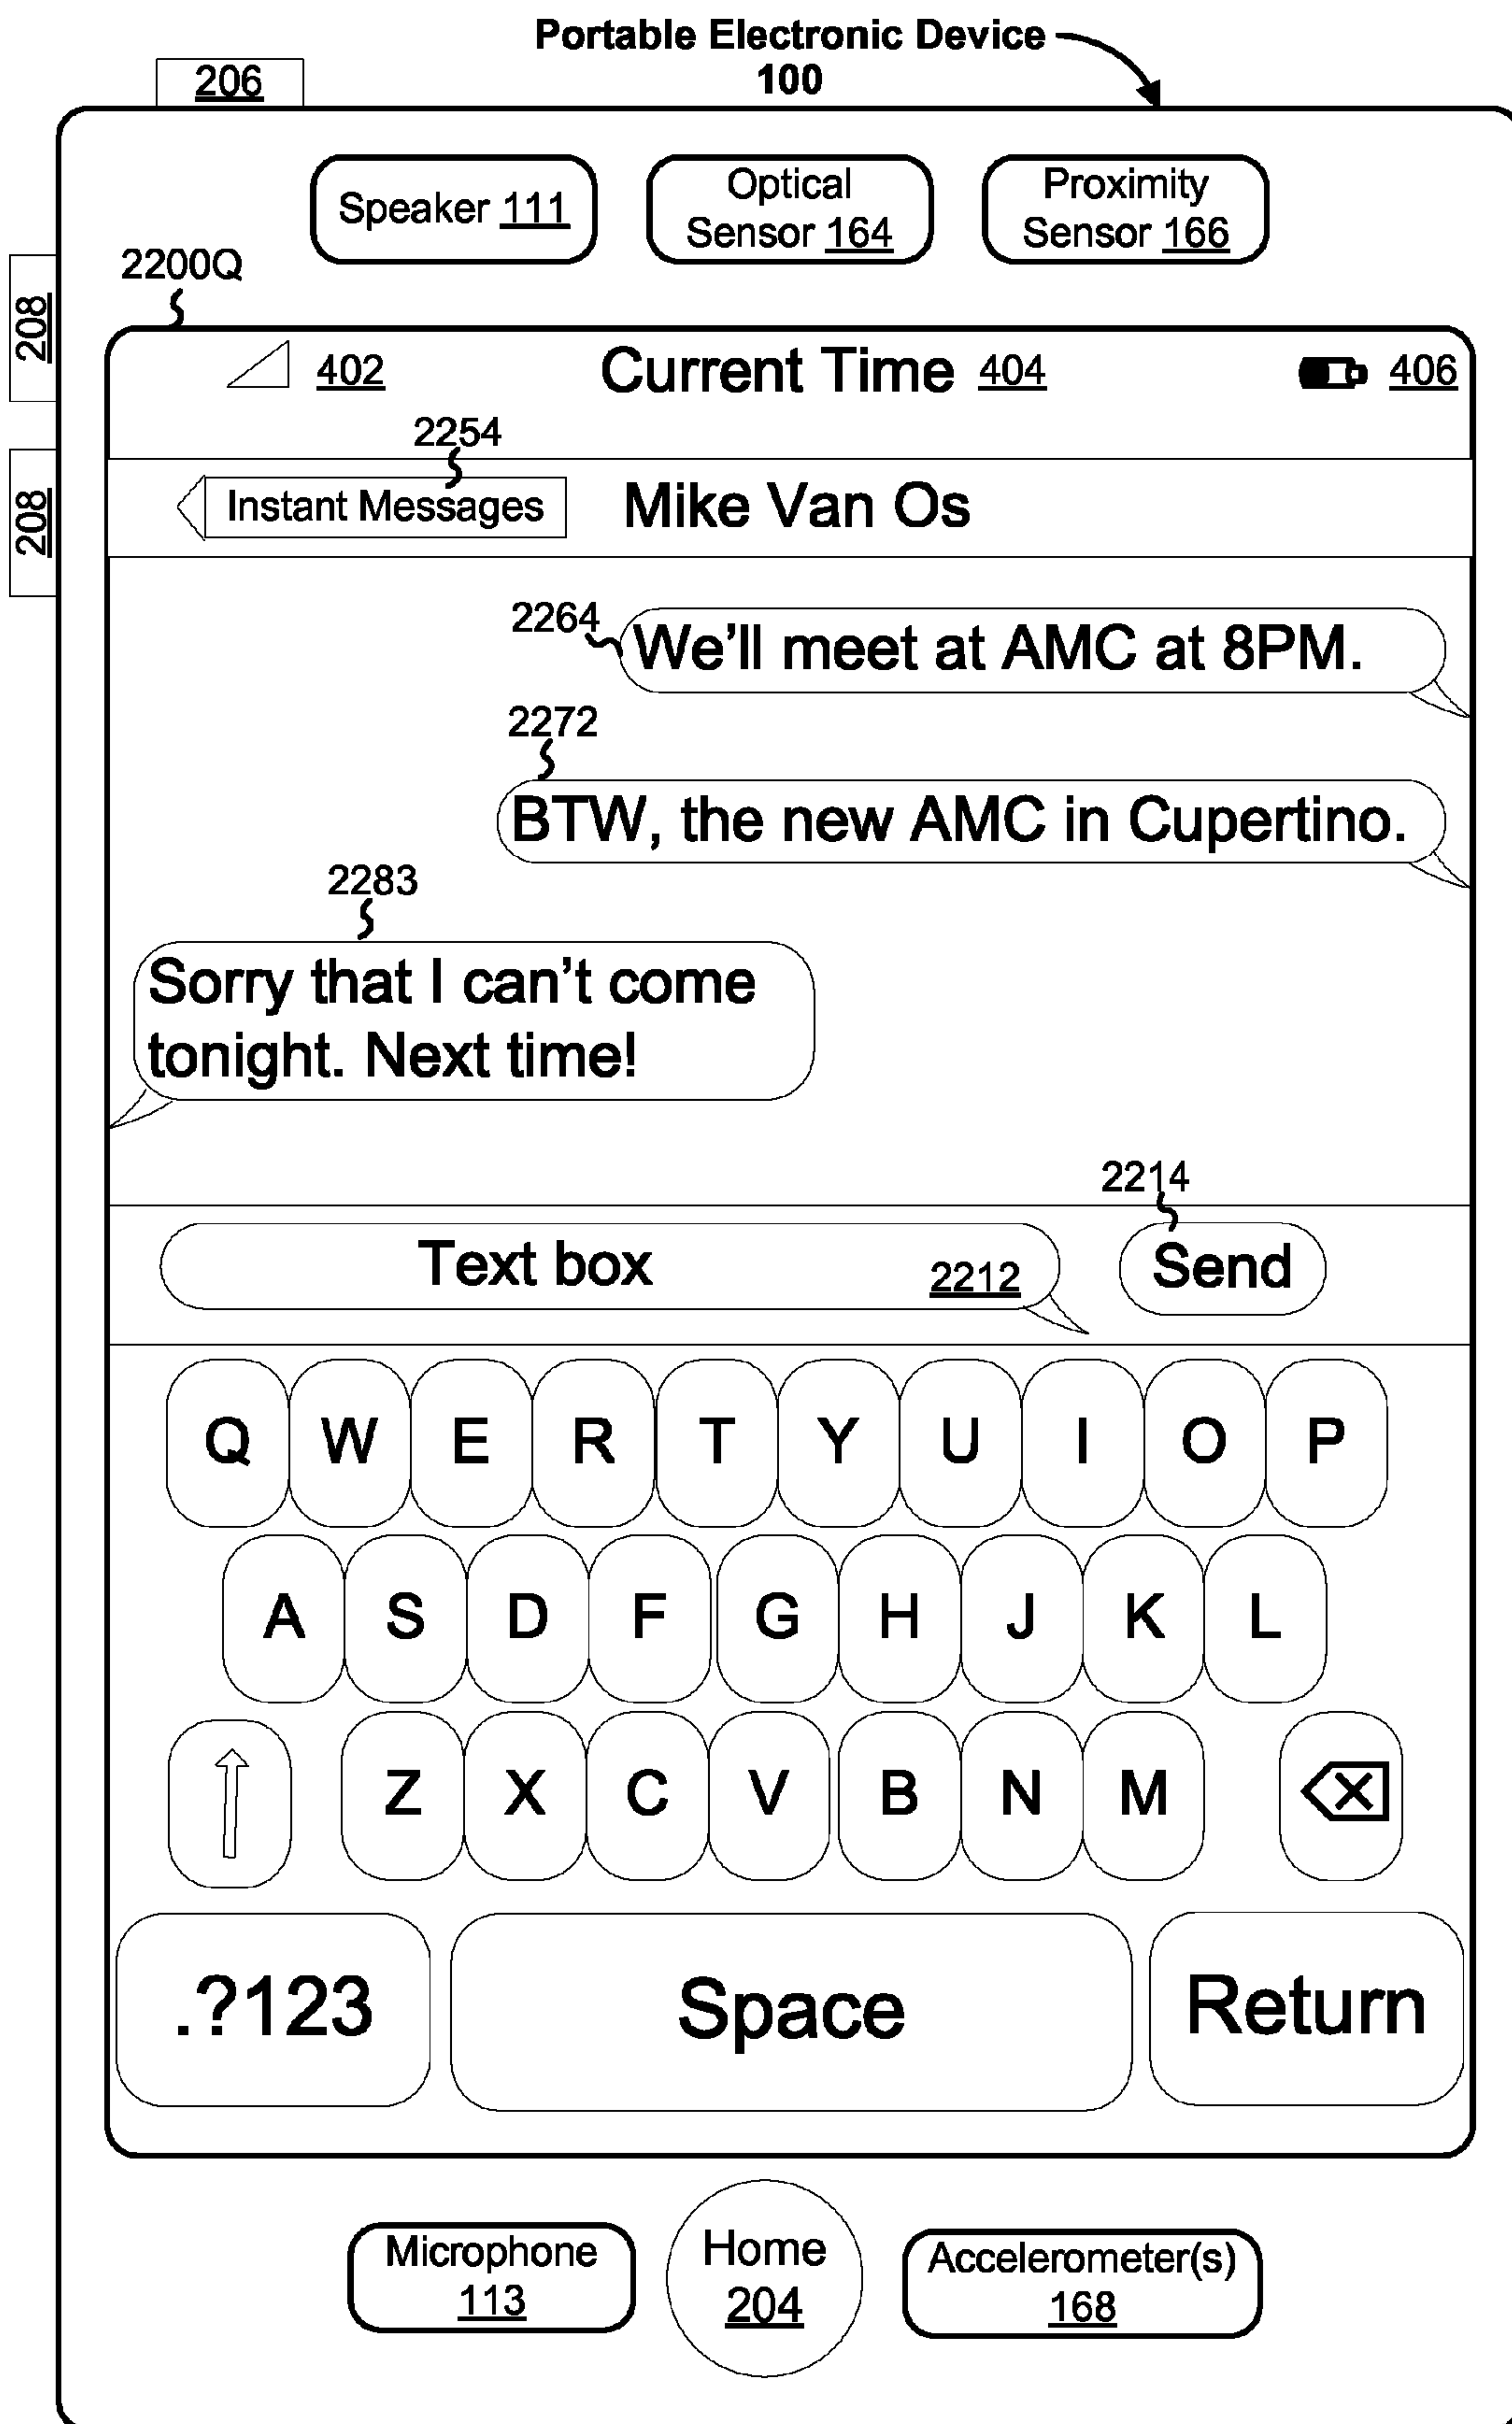 Portable Electronic Device
100
206
Speaker 111
Optical
Sensor 164
Proximity
Sensor 166
2200Q
208
208
402
Current Time 404
406
2254
Instant Messages
Mike Van Os
2264
We'll meet at AMC at 8PM.
2272
BTW, the new AMC in Cupertino.
2283
Sorry that I can't come
tonight. Next time!
2214
Text box
2212
Send
Q W E R T Y U I O P
A S D F G H J K L
Z X C V B N M
.?123
Space
Return
Microphone
113
Home
204
Accelerometer(s)
168